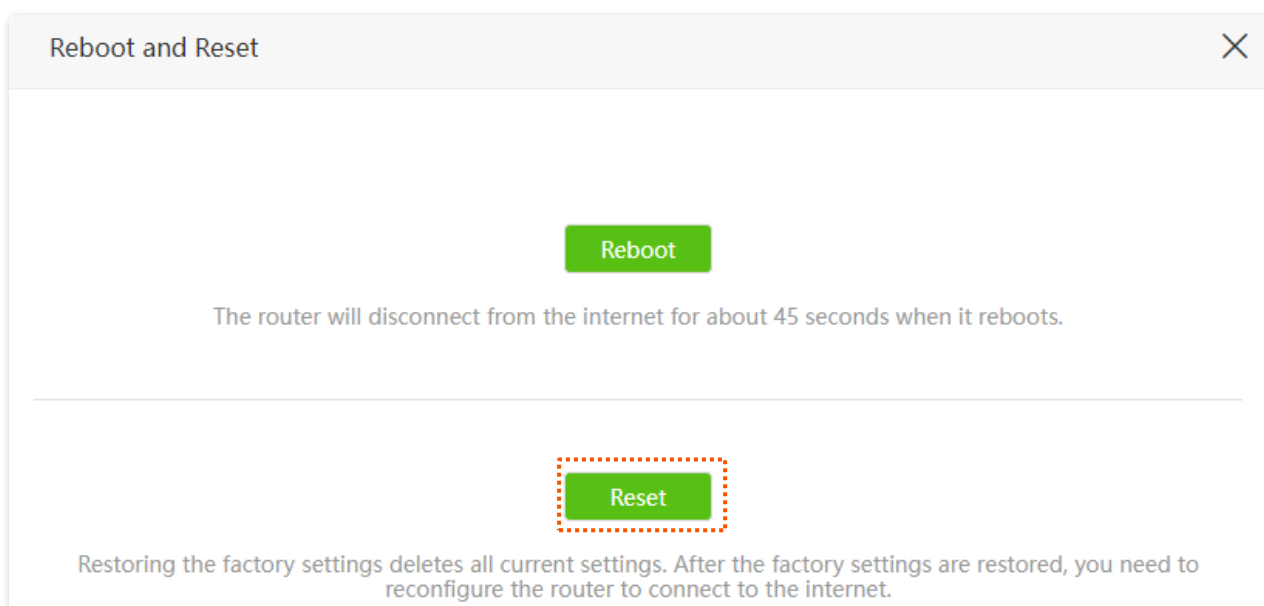 Reboot and Reset
Reboot
The router will disconnect from the internet for about 45 seconds when it reboots.
Reset
Restoring the factory settings deletes all current settings. After the factory settings are restored, you need to
reconfigure the router to connect to the internet.